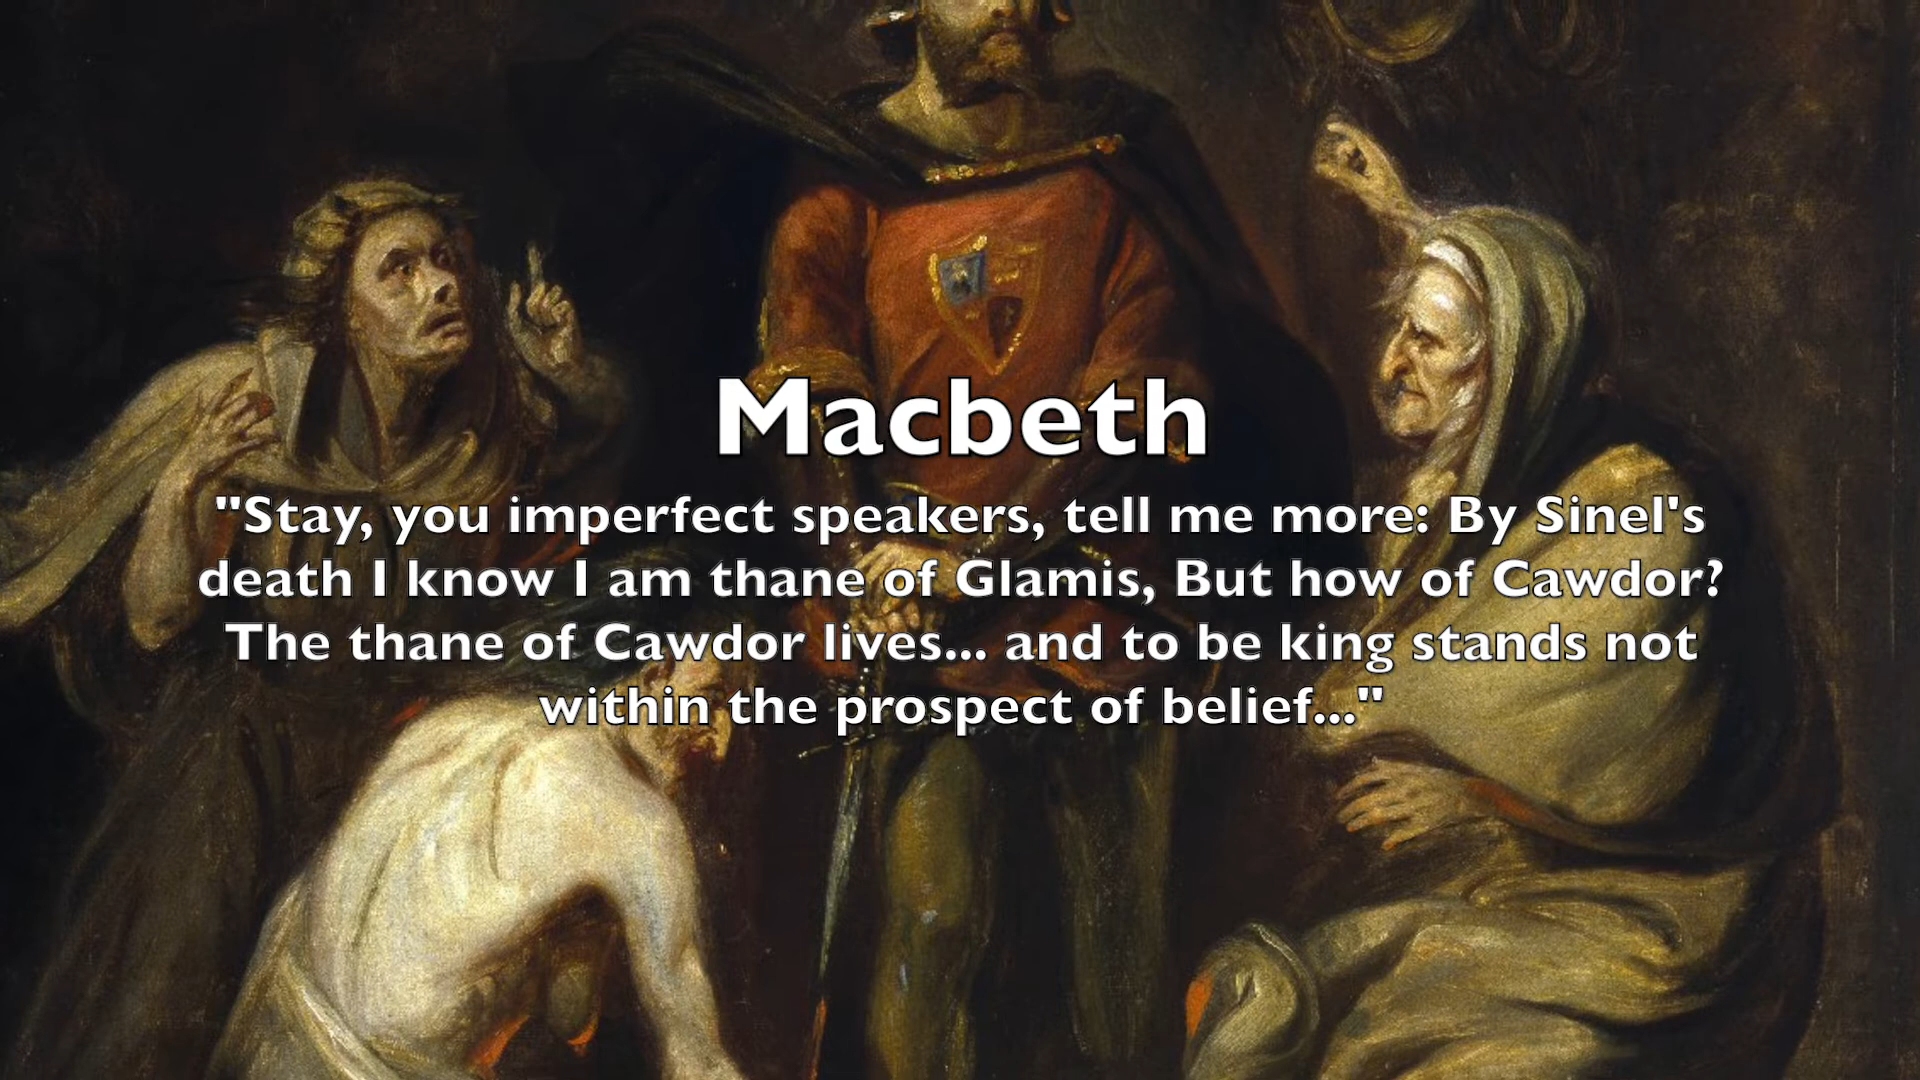 Macbeth
"Stay, you imperfect speakers, tell me more: By Sinel's
death I know I am thane of Glamis, But how of Cawdor?
The thane of Cawdor lives... and to be king stands not
within the prospect of belief..."